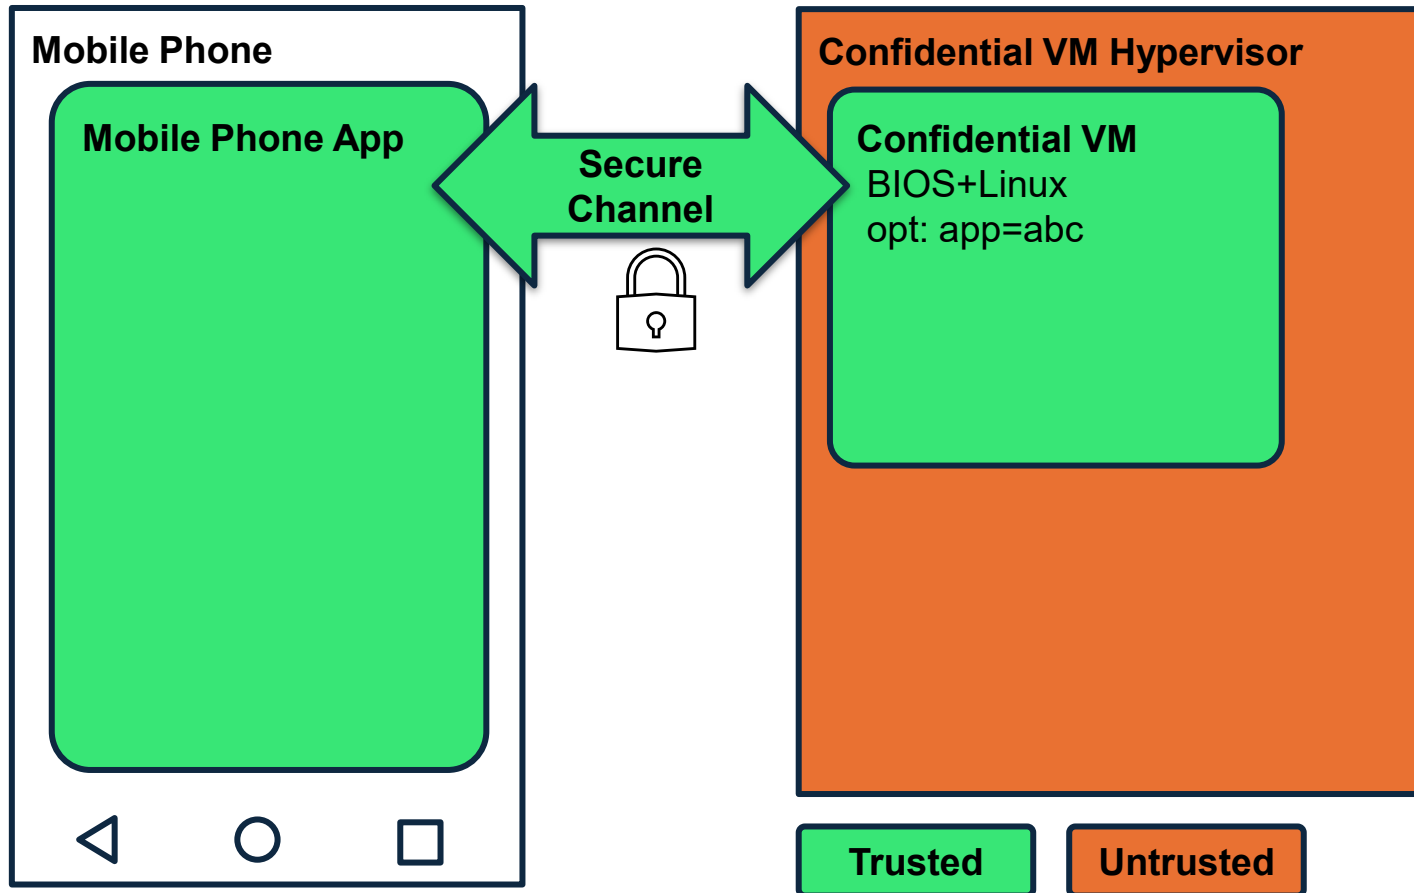 Mobile Phone
Mobile Phone App
Secure
Channel
Confidential VM Hypervisor
Confidential VM
BIOS+Linux
opt: app=abc
Trusted
Untrusted